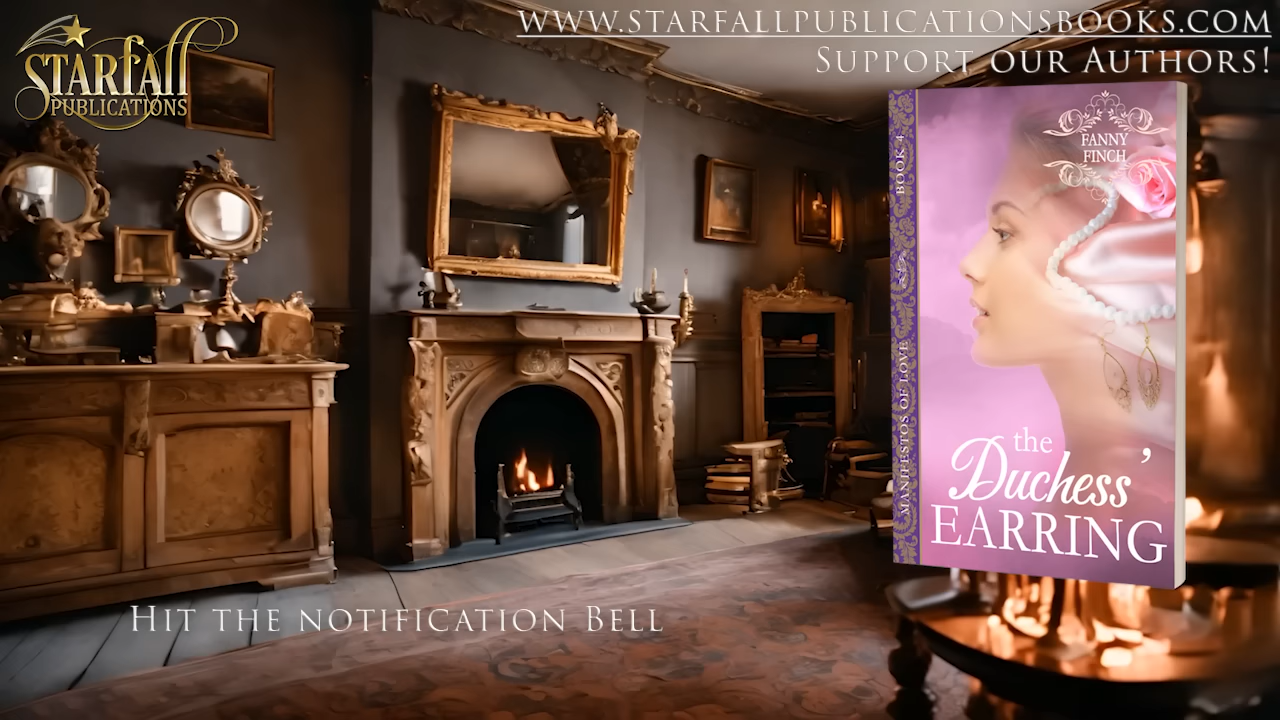 STARfAll
PUBLICATIONS
www.starfallpublicationsbooks.com
Support our Authors!
BOOK 4
MANIFESTOS OF LOVE
FANNY
FINCH
the
Duchess'
EARRING
Hit the notification Bell